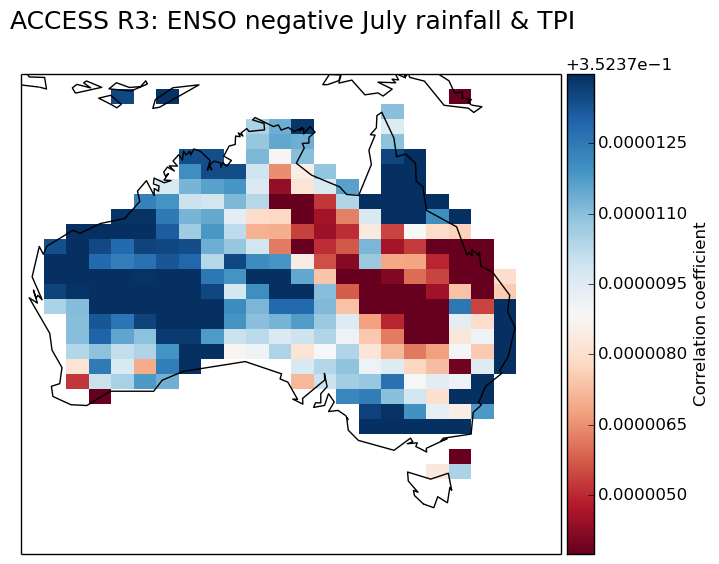 ACCESS R3: ENSO negative July rainfall & TPI
+3.5237e−1
0.0000125
0.0000110
0.0000095
0.0000080
0.0000065
0.0000050
Correlation coefficient